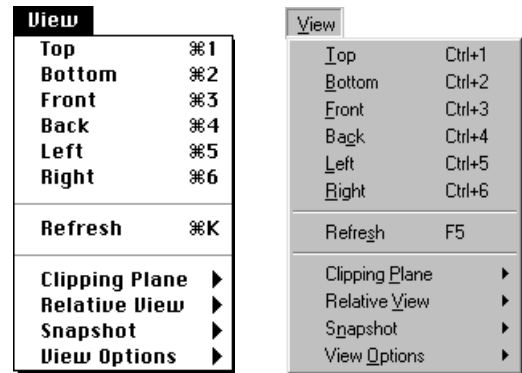 View
Top ⌘1
Bottom ⌘2
Front ⌘3
Back ⌘4
Left ⌘5
Right ⌘6
Refresh ⌘K
Clipping Plane
Relative View
Snapshot
View Options
View
Top Ctrl+1
Bottom Ctrl+2
Front Ctrl+3
Back Ctrl+4
Left Ctrl+5
Right Ctrl+6
Refresh F5
Clipping Plane
Relative View
Snapshot
View Options